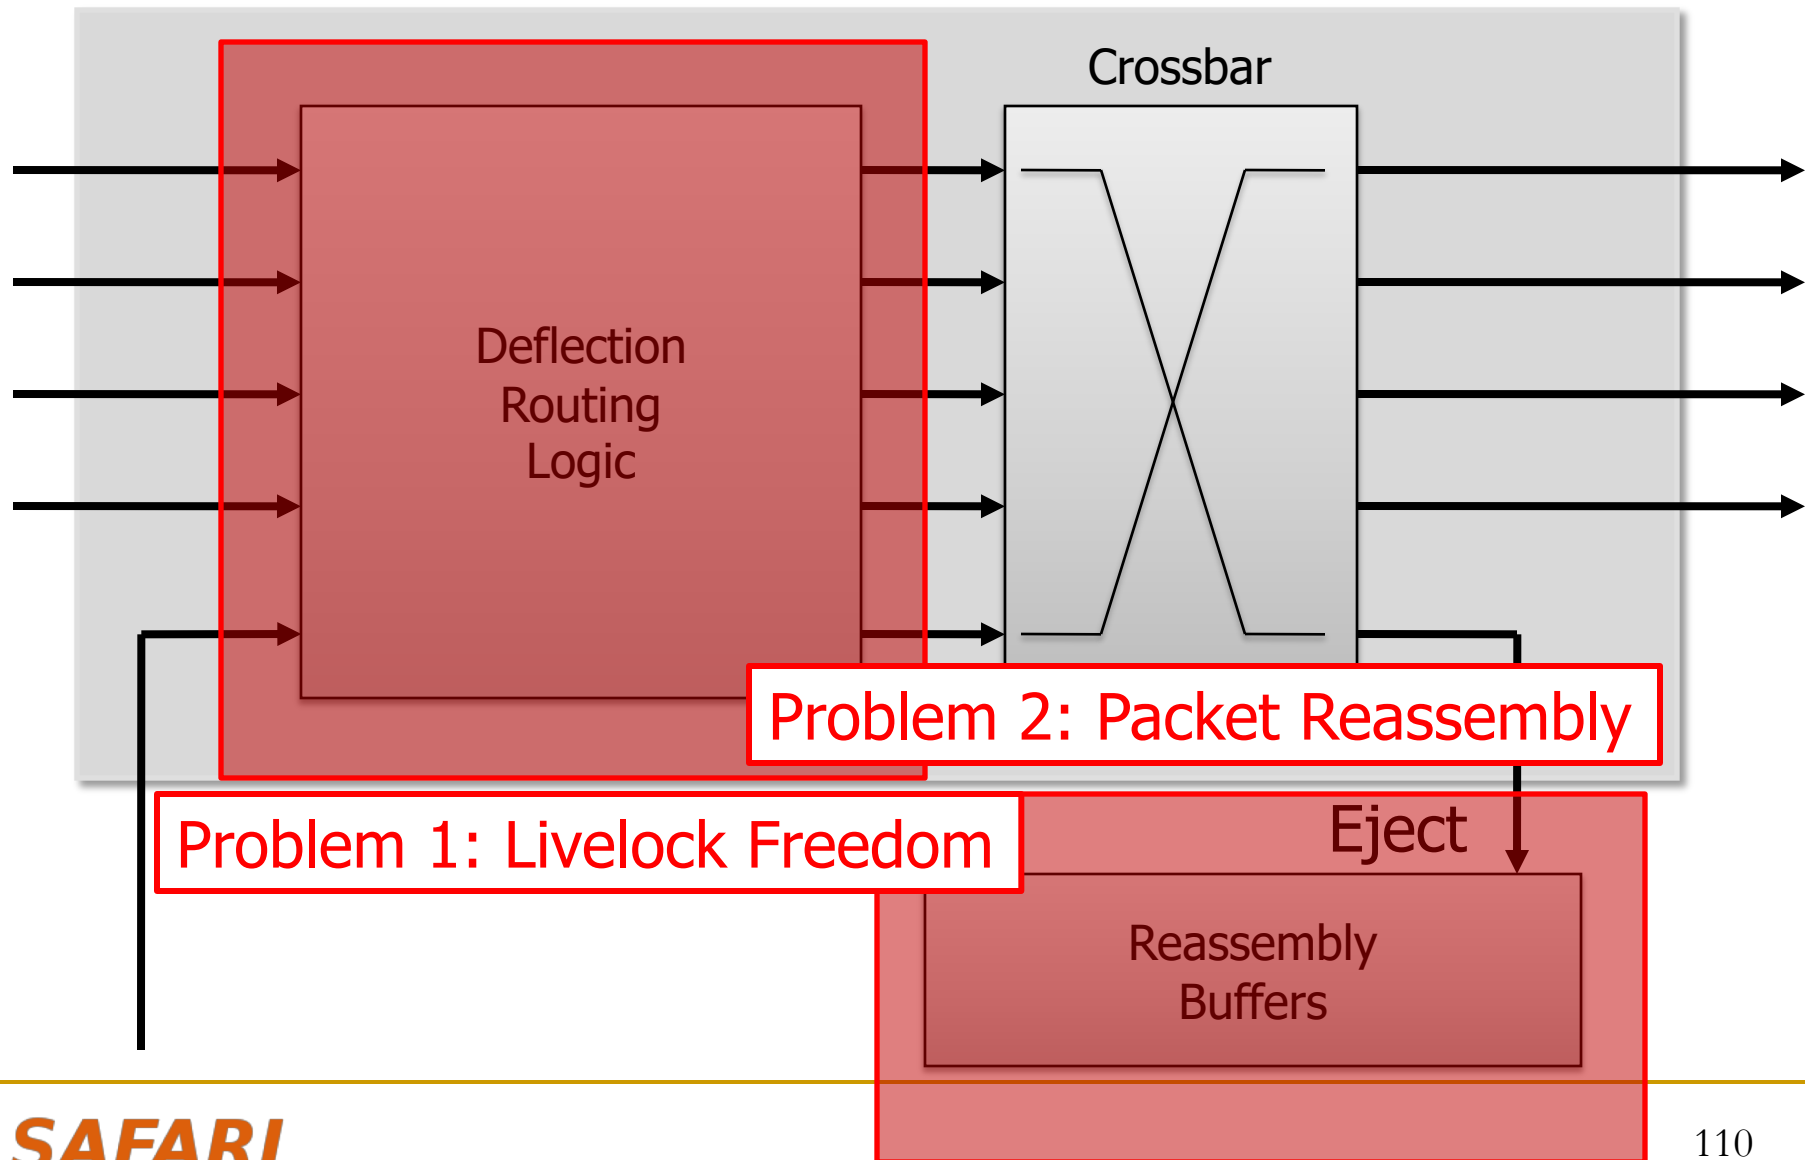 Crossbar
Deflection
Routing
Logic
Problem 2: Packet Reassembly
Problem 1: Livelock Freedom
Eject
Reassembly
Buffers
SAFARI
110